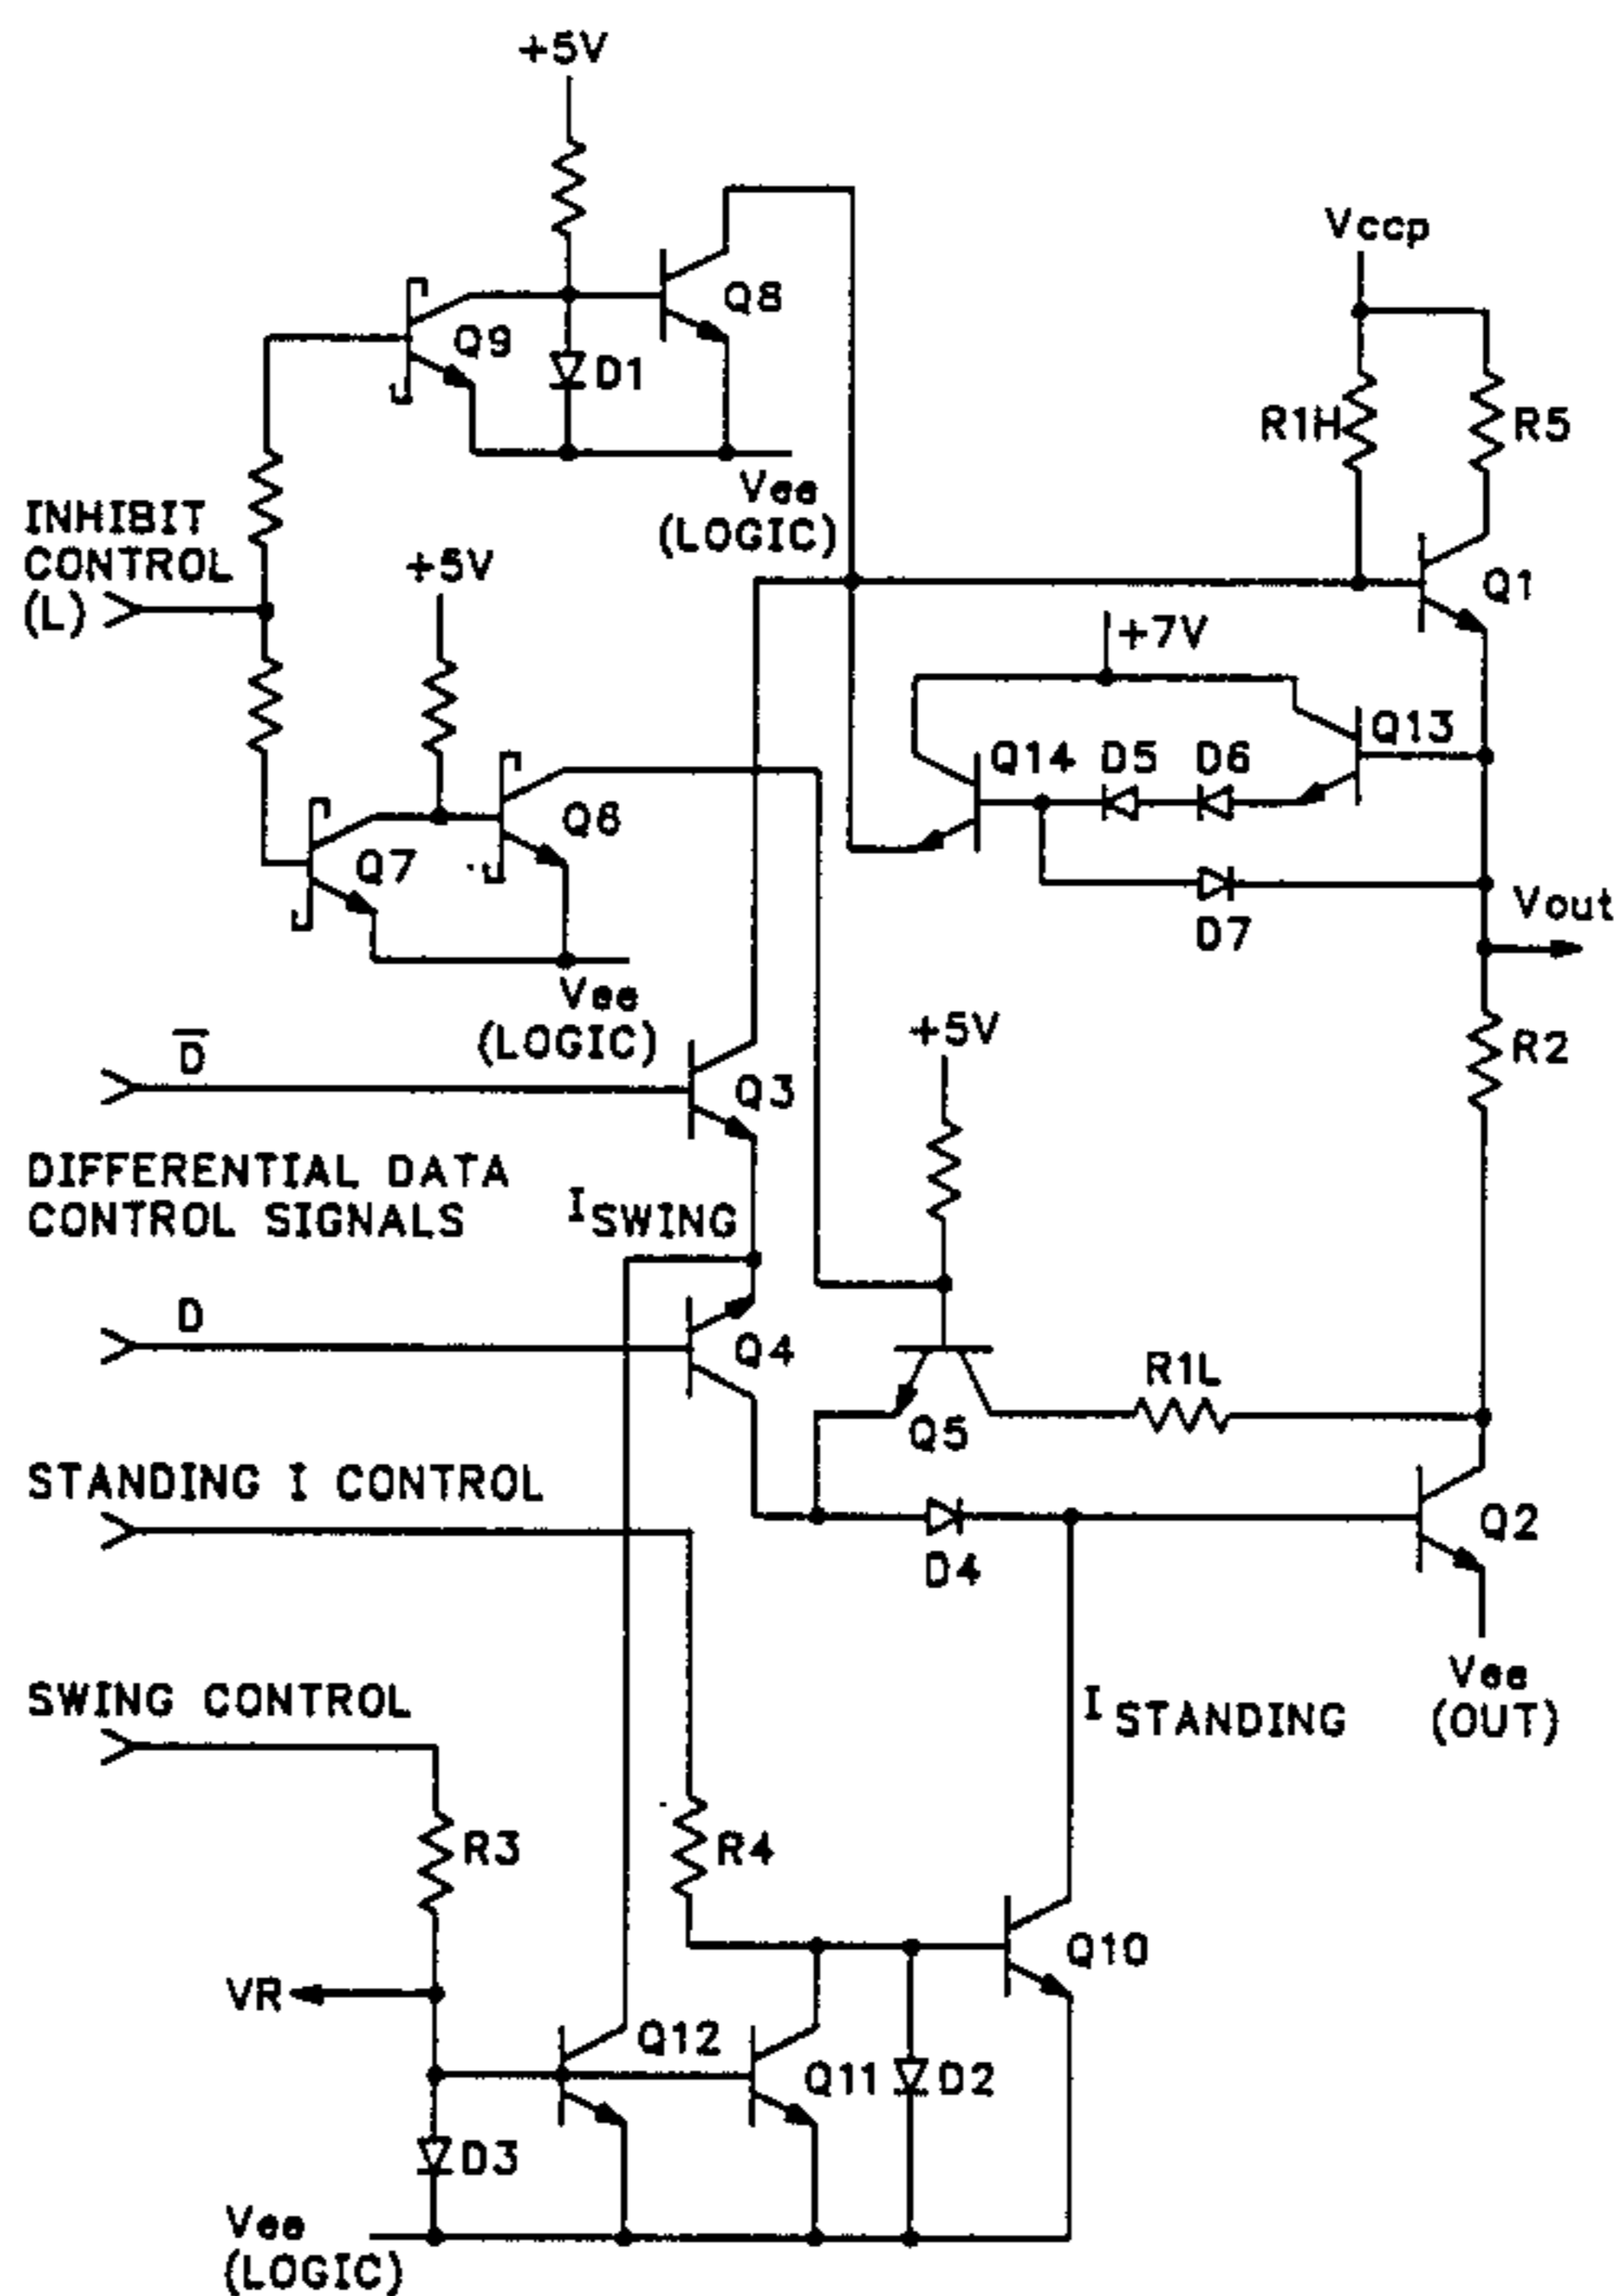 +5V
Vccp
Q8
Q9
D1
R1H
R5
Vee
(LOGIC)
INHIBIT
CONTROL
(L)
+5V
Q1
+7V
Q13
Q14
D5
D6
Q6
Q7
D7
Vout
Vee
(LOGIC)
+5V
R2
D
Q3
DIFFERENTIAL DATA
CONTROL SIGNALS
I SWING
D
Q4
R1L
Q5
STANDING I CONTROL
Q2
D4
Vee
(OUT)
SWING CONTROL
I STANDING
R3
R4
Q10
VR
Q12
Q11
D2
D3
Vee
(LOGIC)